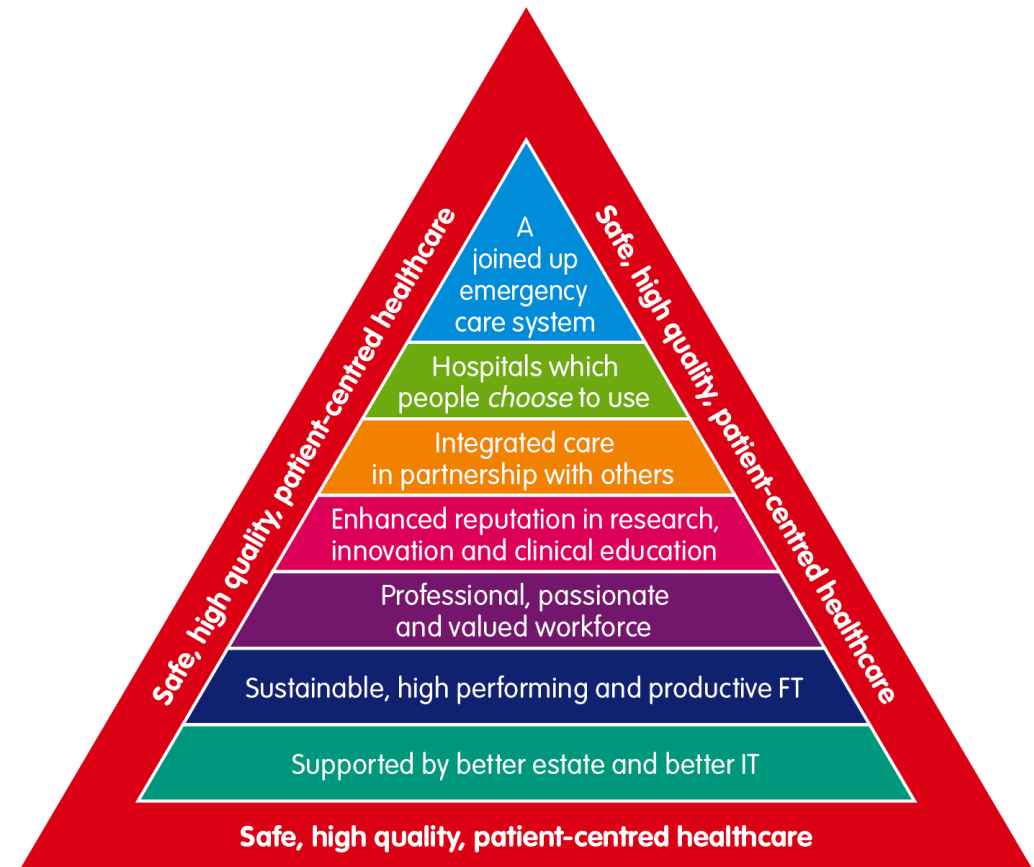 Safe, high quality, patient-centred healthcare
Safe, high quality, patient-centred healthcare
A
joined up
emergency
care system
Hospitals which
people choose to use
Integrated care
in partnership with others
Enhanced reputation in research,
innovation and clinical education
Professional, passionate
and valued workforce
Sustainable, high performing and productive FT
Supported by better estate and better IT
Safe, high quality, patient-centred healthcare